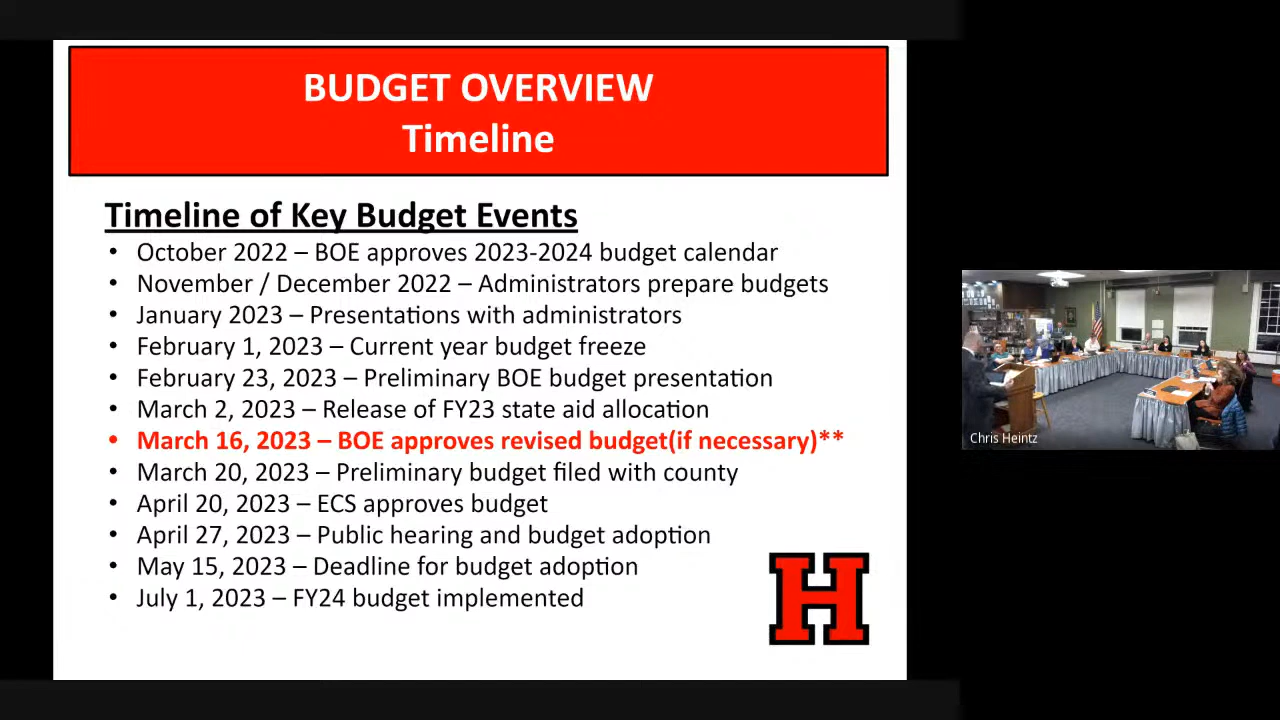 BUDGET OVERVIEW
Timeline
Timeline of Key Budget Events
• October 2022 – BOE approves 2023-2024 budget calendar
• November / December 2022 – Administrators prepare budgets
• January 2023 – Presentations with administrators
• February 1, 2023 – Current year budget freeze
• February 23, 2023 – Preliminary BOE budget presentation
• March 2, 2023 – Release of FY23 state aid allocation
• March 16, 2023 – BOE approves revised budget(if necessary)**
• March 20, 2023 – Preliminary budget filed with county
• April 20, 2023 – ECS approves budget
• April 27, 2023 – Public hearing and budget adoption
• May 15, 2023 – Deadline for budget adoption
• July 1, 2023 – FY24 budget implemented
H
Chris Heintz